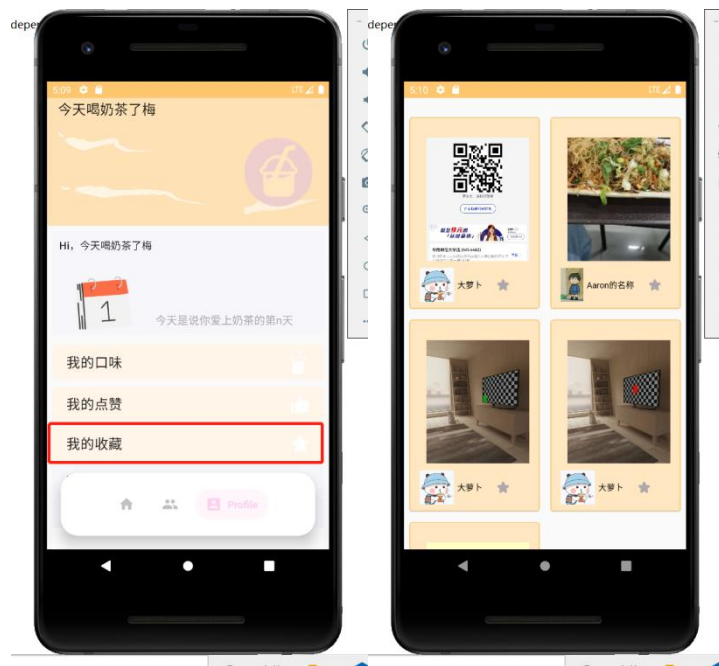 deper
5:09
LTE
今天喝奶茶了梅
Hi，今天喝奶茶了梅
1
今天是说你爱上奶茶的第n天
我的口味
我的点赞
我的收藏
Profile
deper
5:10
LTE
大萝卜
Aaron的名称
大萝卜
大萝卜